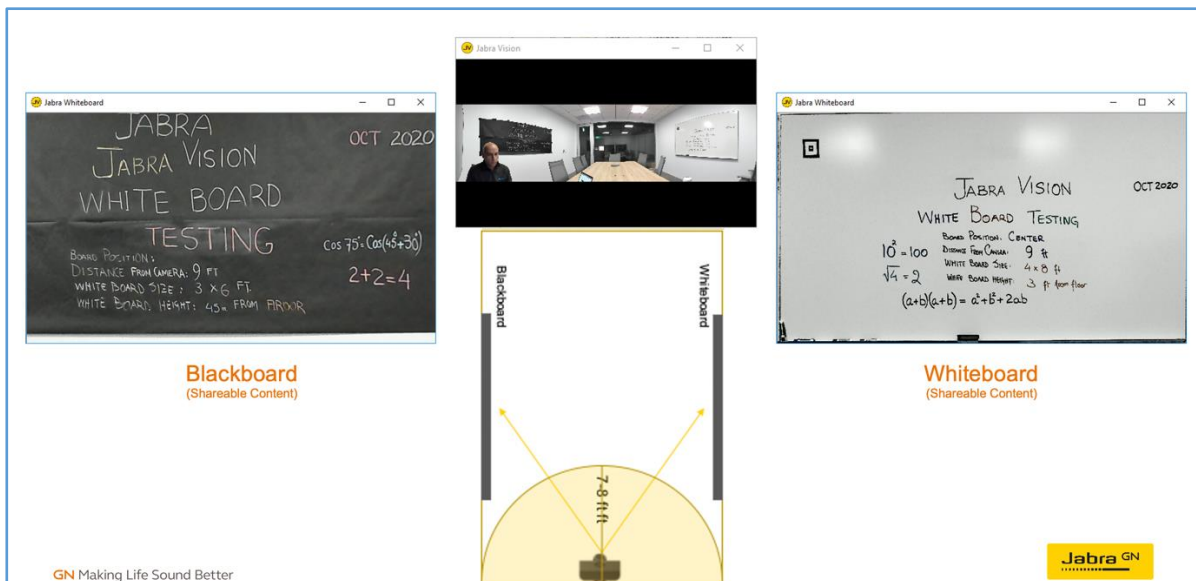 Jabra Vision
Jabra Whiteboard
JABRA
JABRA VISION
WHITE BOARD
TESTING
OCT 2020
BOARD POSITION:
DISTANCE FROM CAMERA: 9 FT
WHITE BOARD SIZE: 3 x 6 FT.
WHITE BOARD HEIGHT: 45in FROM
cos 75° = Cos(45°+30°)
2+2=4
Blackboard
(Shareable Content)
Blackboard
Whiteboard
7-8 ft ft
Jabra Whiteboard
JABRA VISION
OCT 2020
WHITE BOARD TESTING
BOARD POSITION: CENTER
DISTANCE FROM CAMERA: 9 ft
WHITE BOARD SIZE: 4 x 8 ft
WHITE BOARD HEIGHT: 3 ft from floor
10² = 100
√4 = 2
(a+b)(a+b) = a²+b²+2ab
Whiteboard
(Shareable Content)
GN Making Life Sound Better
Jabra GN